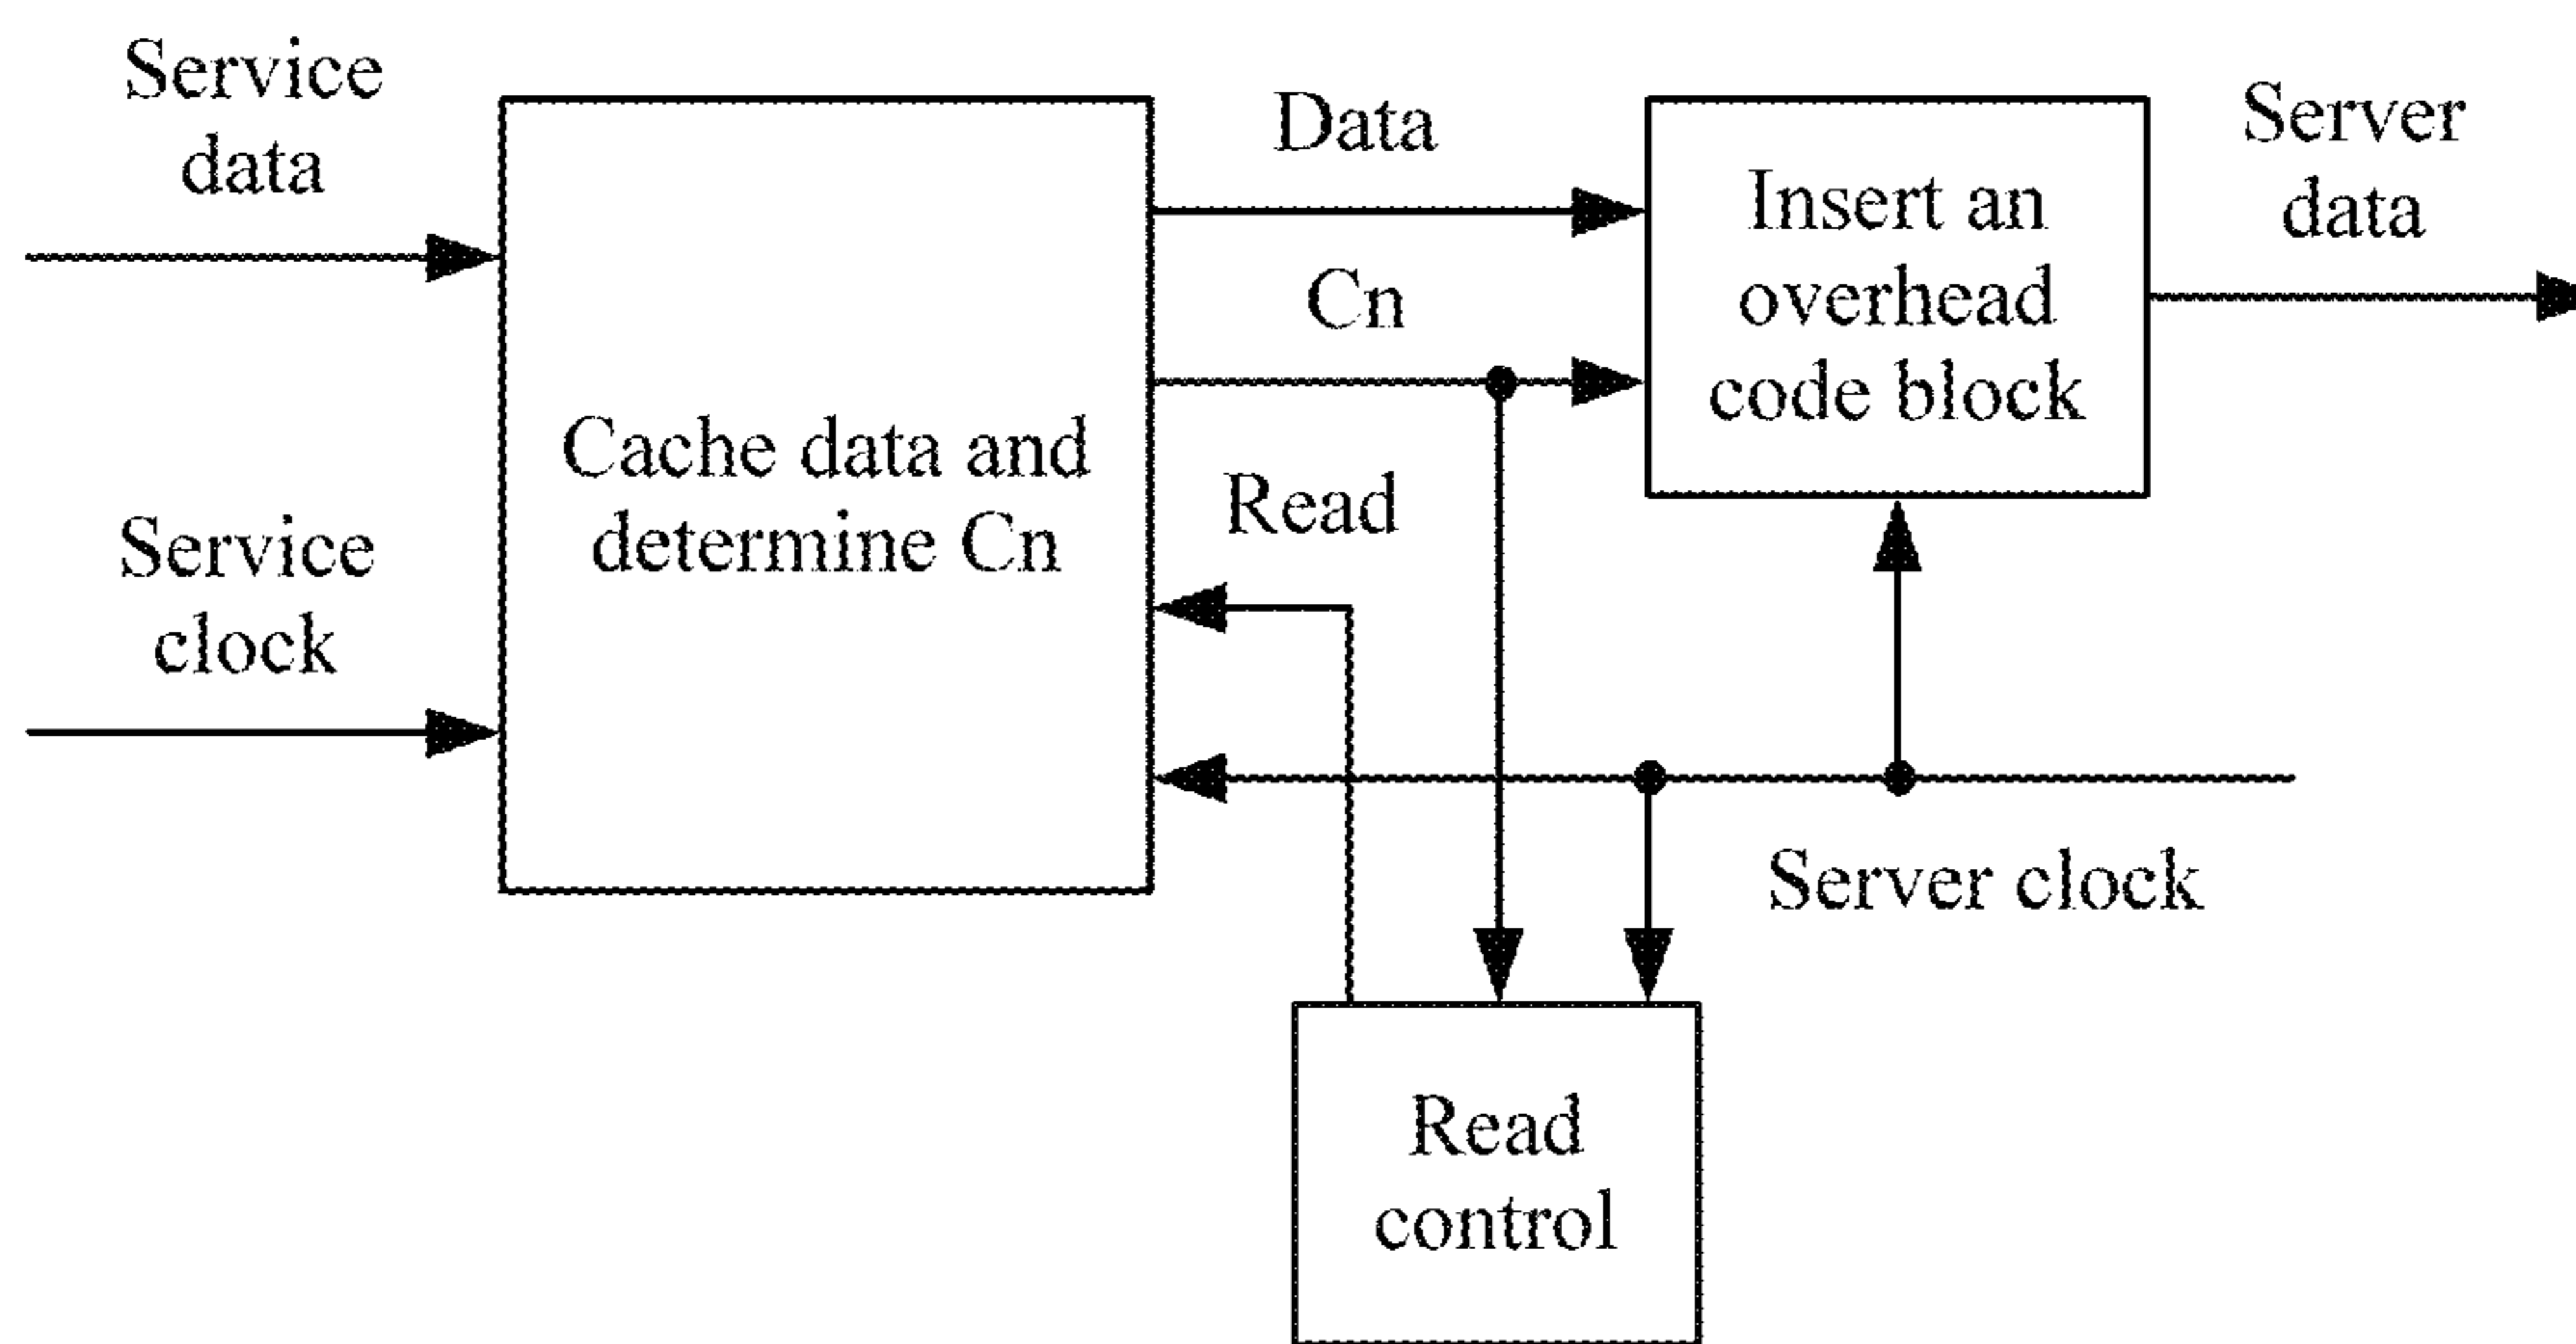 Service
data
Service
clock
Cache data and
determine Cn
Data
Cn
Read
Insert an
overhead
code block
Server
data
Server clock
Read
control